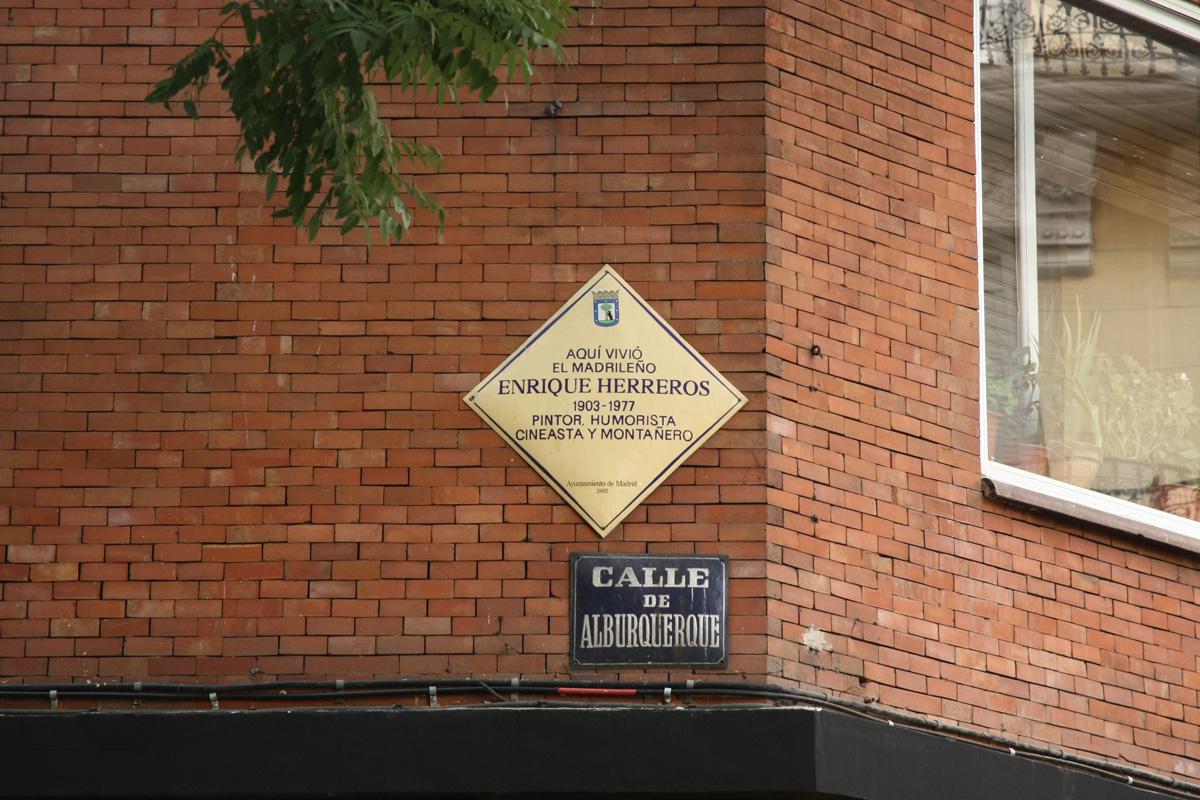 AQUÍ VIVIÓ
EL MADRILEÑO
ENRIQUE HERREROS
1903-1977
PINTOR, HUMORISTA
CINEASTA Y MONTAÑERO
Ayuntamiento de Madrid
1992
CALLE
DE
ALBURQUERQUE